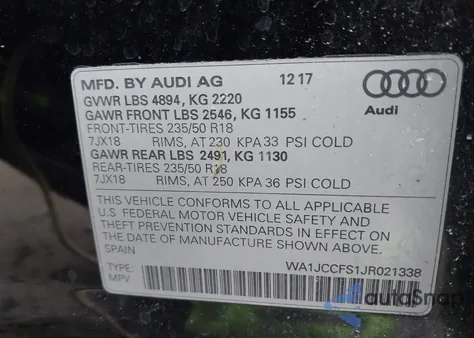 MFD. BY AUDI AG 12 17
GVWR LBS 4894, KG 2220
GAWR FRONT LBS 2546, KG 1155
FRONT-TIRES 235/50 R18
7JX18 RIMS, AT 230 KPA 33 PSI COLD
GAWR REAR LBS 2491, KG 1130
REAR-TIRES 235/50 R18
7JX18 RIMS, AT 250 KPA 36 PSI COLD
Audi
THIS VEHICLE CONFORMS TO ALL APPLICABLE
U.S. FEDERAL MOTOR VEHICLE SAFETY AND
THEFT PREVENTION STANDARDS IN EFFECT ON
THE DATE OF MANUFACTURE SHOWN ABOVE.
SPAIN
WA1JCCFS1JR021338
TYPE:
MPV
autoSnap